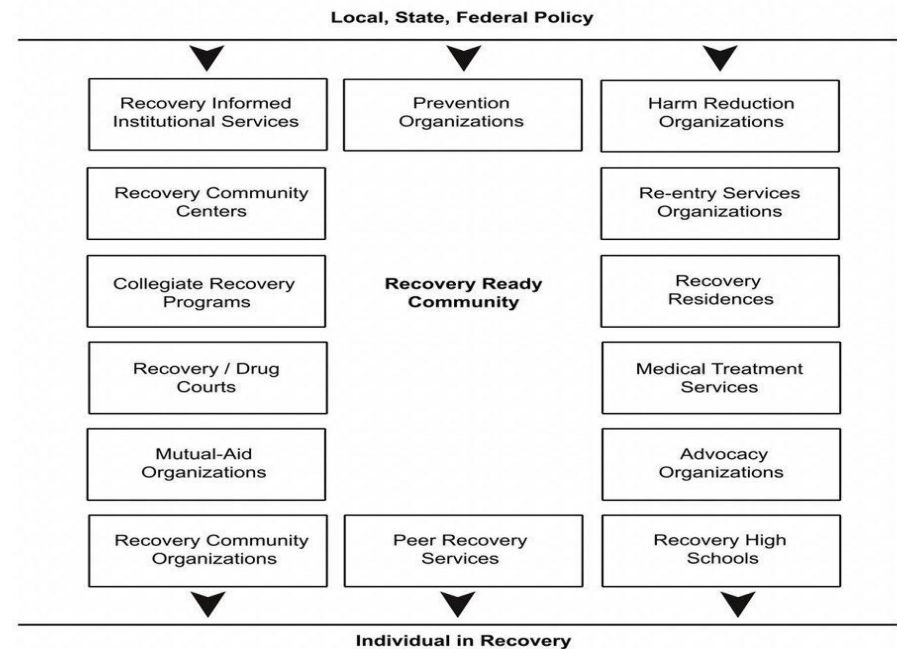 Local, State, Federal Policy
Recovery Informed
Institutional Services
Prevention
Organizations
Harm Reduction
Organizations
Recovery Community
Centers
Re-entry Services
Organizations
Collegiate Recovery
Programs
Recovery Ready
Community
Recovery
Residences
Recovery / Drug
Courts
Medical Treatment
Services
Mutual-Aid
Organizations
Advocacy
Organizations
Recovery Community
Organizations
Peer Recovery
Services
Recovery High
Schools
Individual in Recovery